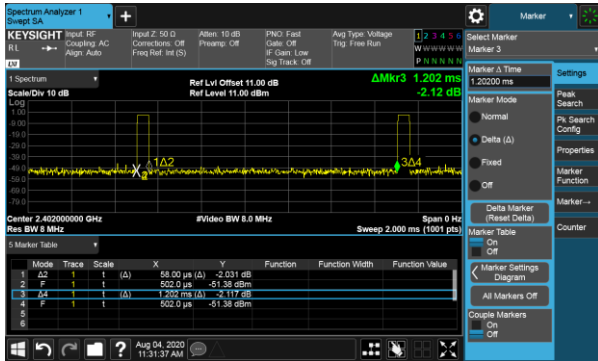 Spectrum Analyzer 1
Swept SA
+
Marker
KEYSIGHT
Input: RF
Coupling: AC
Align: Auto
Input Z: 50 Ω
Corrections: Off
Freq Ref: Int (S)
Atten: 10 dB
Preamp: Off
PNO: Fast
Gate: Off
IF Gain: Low
Sig Track: Off
Avg Type: Voltage
Trig: Free Run
1 2 3 4 5 6
W W W W W W
P N N N N N
RL
LXI
Select Marker
Marker 3
1 Spectrum
Scale/Div 10 dB
Ref Lvl Offset 11.00 dB
Ref Level 11.00 dBm
ΔMkr3 1.202 ms
-2.12 dB
Log
1.00
-9.00
-19.0
-29.0
-39.0
-49.0
-59.0
-69.0
-79.0
X2
1Δ2
3Δ4
Center 2.402000000 GHz
Res BW 8 MHz
#Video BW 8.0 MHz
Span 0 Hz
Sweep 2.000 ms (1001 pts)
5 Marker Table
Mode Trace Scale X Y Function Function Width Function Value
1 Δ2 1 t (Δ) 58.00 µs (Δ) -2.031 dB
2 F 1 t 502.0 µs -51.38 dBm
3 Δ4 1 t (Δ) 1.202 ms (Δ) -2.117 dB
4 F 1 t 502.0 µs -51.38 dBm
5
6
Marker Δ Time
1.20200 ms
Marker Mode
Normal
Delta (Δ)
Fixed
Off
Delta Marker
(Reset Delta)
Marker Table
On
Off
Marker Settings
Diagram
All Markers Off
Couple Markers
On
Off
Settings
Peak
Search
Pk Search
Config
Properties
Marker
Function
Marker→
Counter
?
Aug 04, 2020
11:31:37 AM